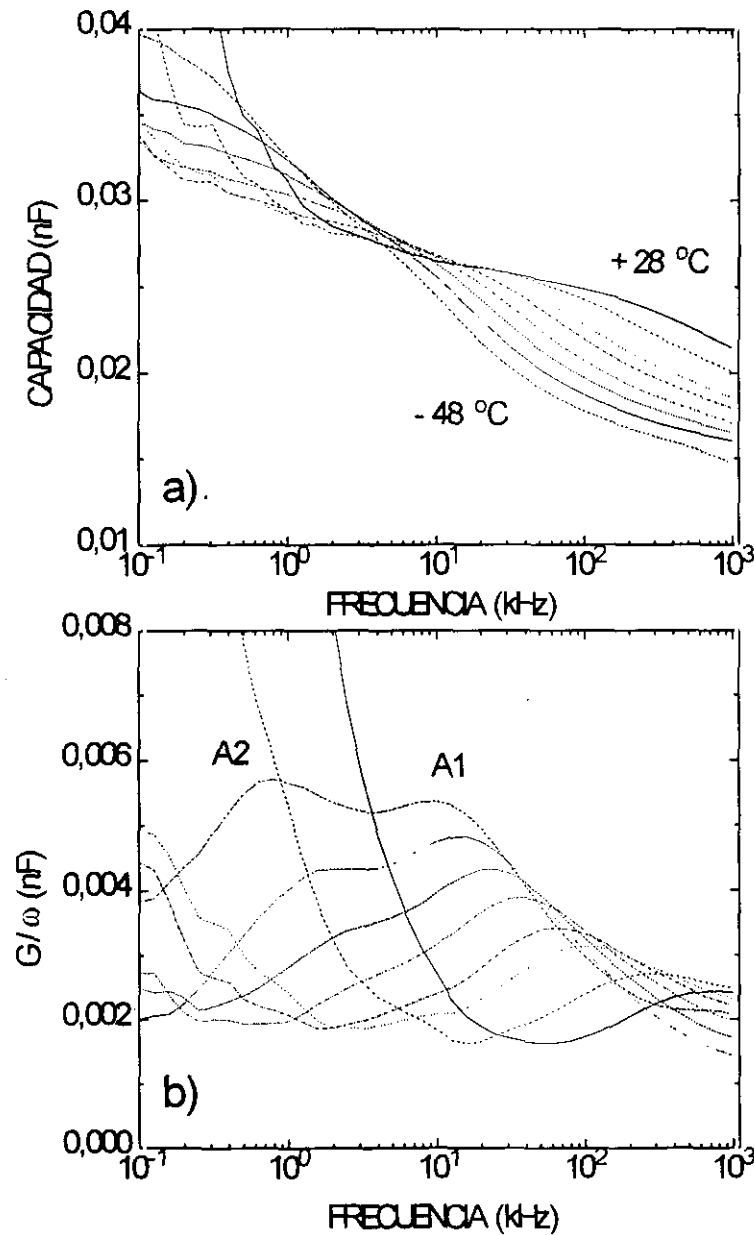 0,04
0,03
0,02
0,01
CAPACIDAD (nF)
+28 ºC
- 48 ºC
a) .
10-1 100 101 102 103
FRECUENCIA (kHz)
0,008
0,006
0,004
0,002
0,000
G/ω (nF)
A2 A1
b)
10-1 100 101 102 103
FRECUENCIA (kHz)